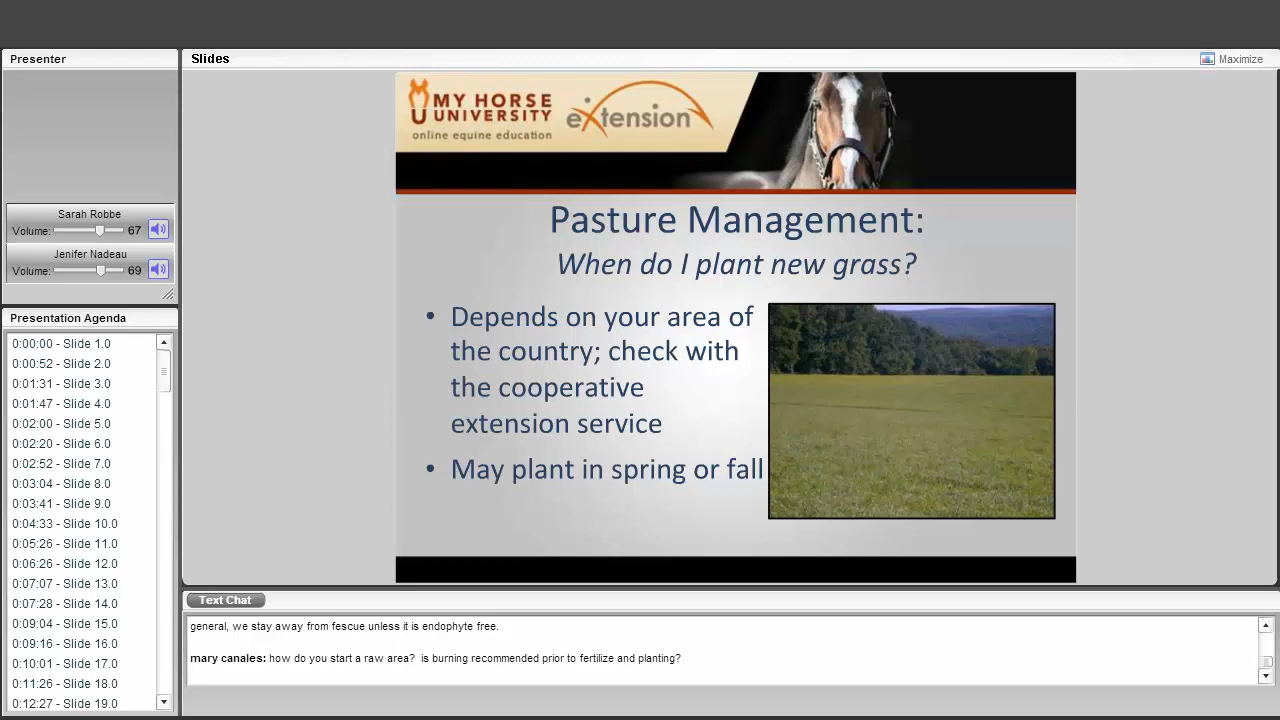 Presenter
Sarah Robbe
Volume: 67
Jenifer Nadeau
Volume: 69
Presentation Agenda
0:00:00 - Slide 1.0
0:00:52 - Slide 2.0
0:01:31 - Slide 3.0
0:01:47 - Slide 4.0
0:02:00 - Slide 5.0
0:02:20 - Slide 6.0
0:02:52 - Slide 7.0
0:03:04 - Slide 8.0
0:03:41 - Slide 9.0
0:04:33 - Slide 10.0
0:05:26 - Slide 11.0
0:06:26 - Slide 12.0
0:07:07 - Slide 13.0
0:07:28 - Slide 14.0
0:09:04 - Slide 15.0
0:09:16 - Slide 16.0
0:10:01 - Slide 17.0
0:11:26 - Slide 18.0
0:12:27 - Slide 19.0
Slides
Maximize
MY HORSE
UNIVERSITY
online equine education
eXtension
Pasture Management:
When do I plant new grass?
• Depends on your area of
the country; check with
the cooperative
extension service
• May plant in spring or fall
Text Chat
general, we stay away from fescue unless it is endophyte free.
mary canales: how do you start a raw area? is burning recommended prior to fertilize and planting?